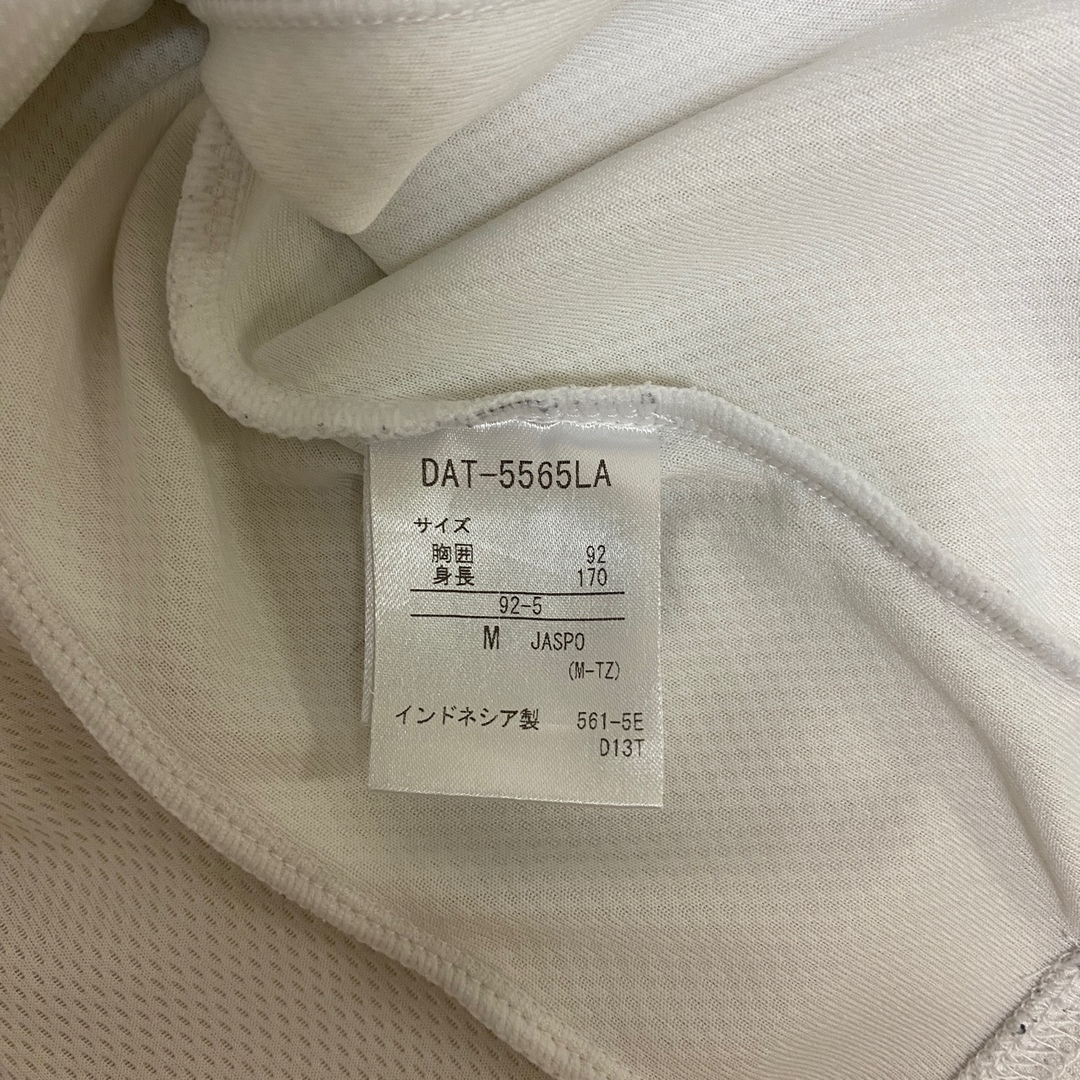 DAT-5565LA
サイズ
胸囲 92
身長 170
92-5
M JASPO
(M-TZ)
インドネシア製 561-5E
D13T